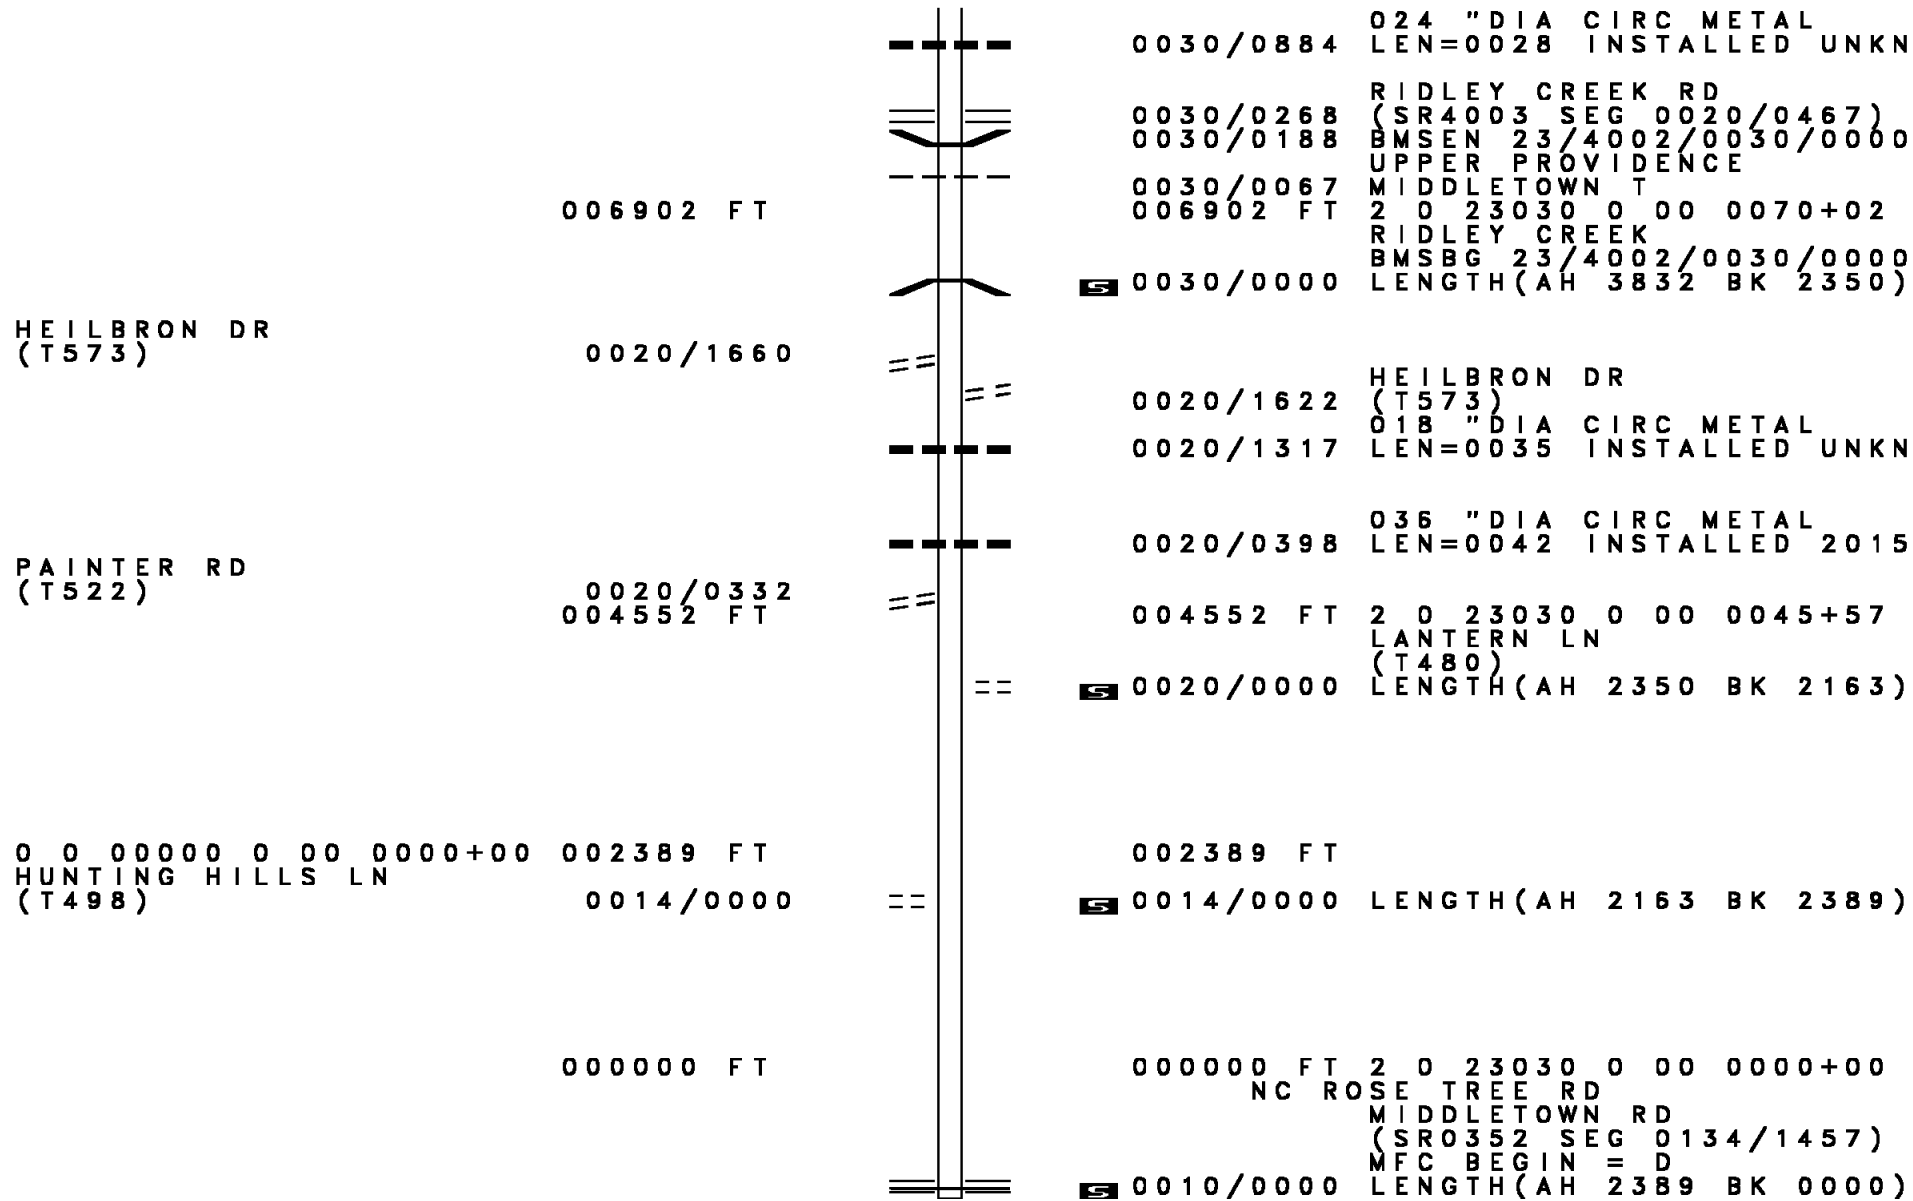 024 "DIA CIRC METAL
0030/0884 LEN=0028 INSTALLED UNKN
RIDLEY CREEK RD
0030/0268 (SR4003 SEG 0020/0467)
0030/0188 BMSEN 23/4002/0030/0000
UPPER PROVIDENCE
0030/0067 MIDDLETOWN T
006902 FT 006902 FT 2 0 23030 0 00 0070+02
RIDLEY CREEK
BMSBG 23/4002/0030/0000
S 0030/0000 LENGTH(AH 3832 BK 2350)
HEILBRON DR
(T573) 0020/1660
HEILBRON DR
0020/1622 (T573)
018 "DIA CIRC METAL
0020/1317 LEN=0035 INSTALLED UNKN
036 "DIA CIRC METAL
0020/0398 LEN=0042 INSTALLED 2015
PAINTER RD
(T522) 0020/0332
004552 FT 004552 FT 2 0 23030 0 00 0045+57
LANTERN LN
(T480)
S 0020/0000 LENGTH(AH 2350 BK 2163)
0 0 00000 0 00 0000+00 002389 FT 002389 FT
HUNTING HILLS LN
(T498) 0014/0000 S 0014/0000 LENGTH(AH 2163 BK 2389)
000000 FT 000000 FT 2 0 23030 0 00 0000+00
NC ROSE TREE RD
MIDDLETOWN RD
(SR0352 SEG 0134/1457)
MFC BEGIN = D
S 0010/0000 LENGTH(AH 2389 BK 0000)